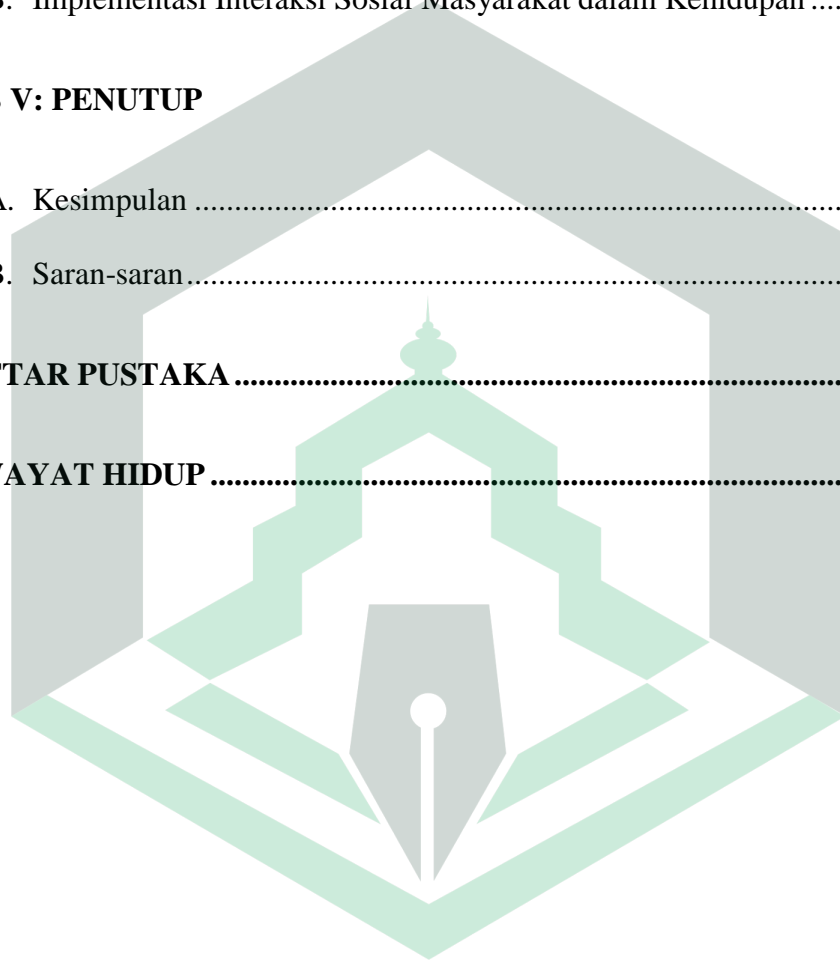 . Implementasi Interaksi Sosial Masyarakat dalam Kehidupan ....
V: PENUTUP
. Kesimpulan ....................................................................................
. Saran-saran.....................................................................................
TAR PUSTAKA ..............................................................................
AYAT HIDUP .................................................................................